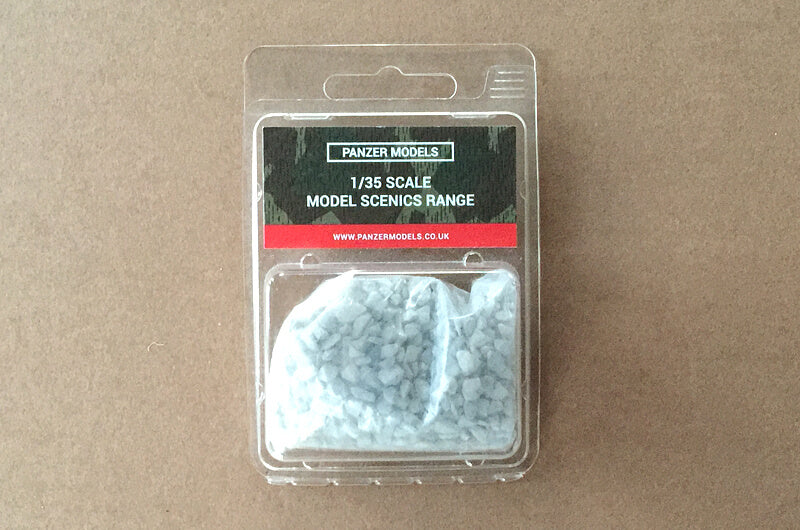 PANZER MODELS
1/35 SCALE
MODEL SCENICS RANGE
WWW.PANZERMODELS.CO.UK